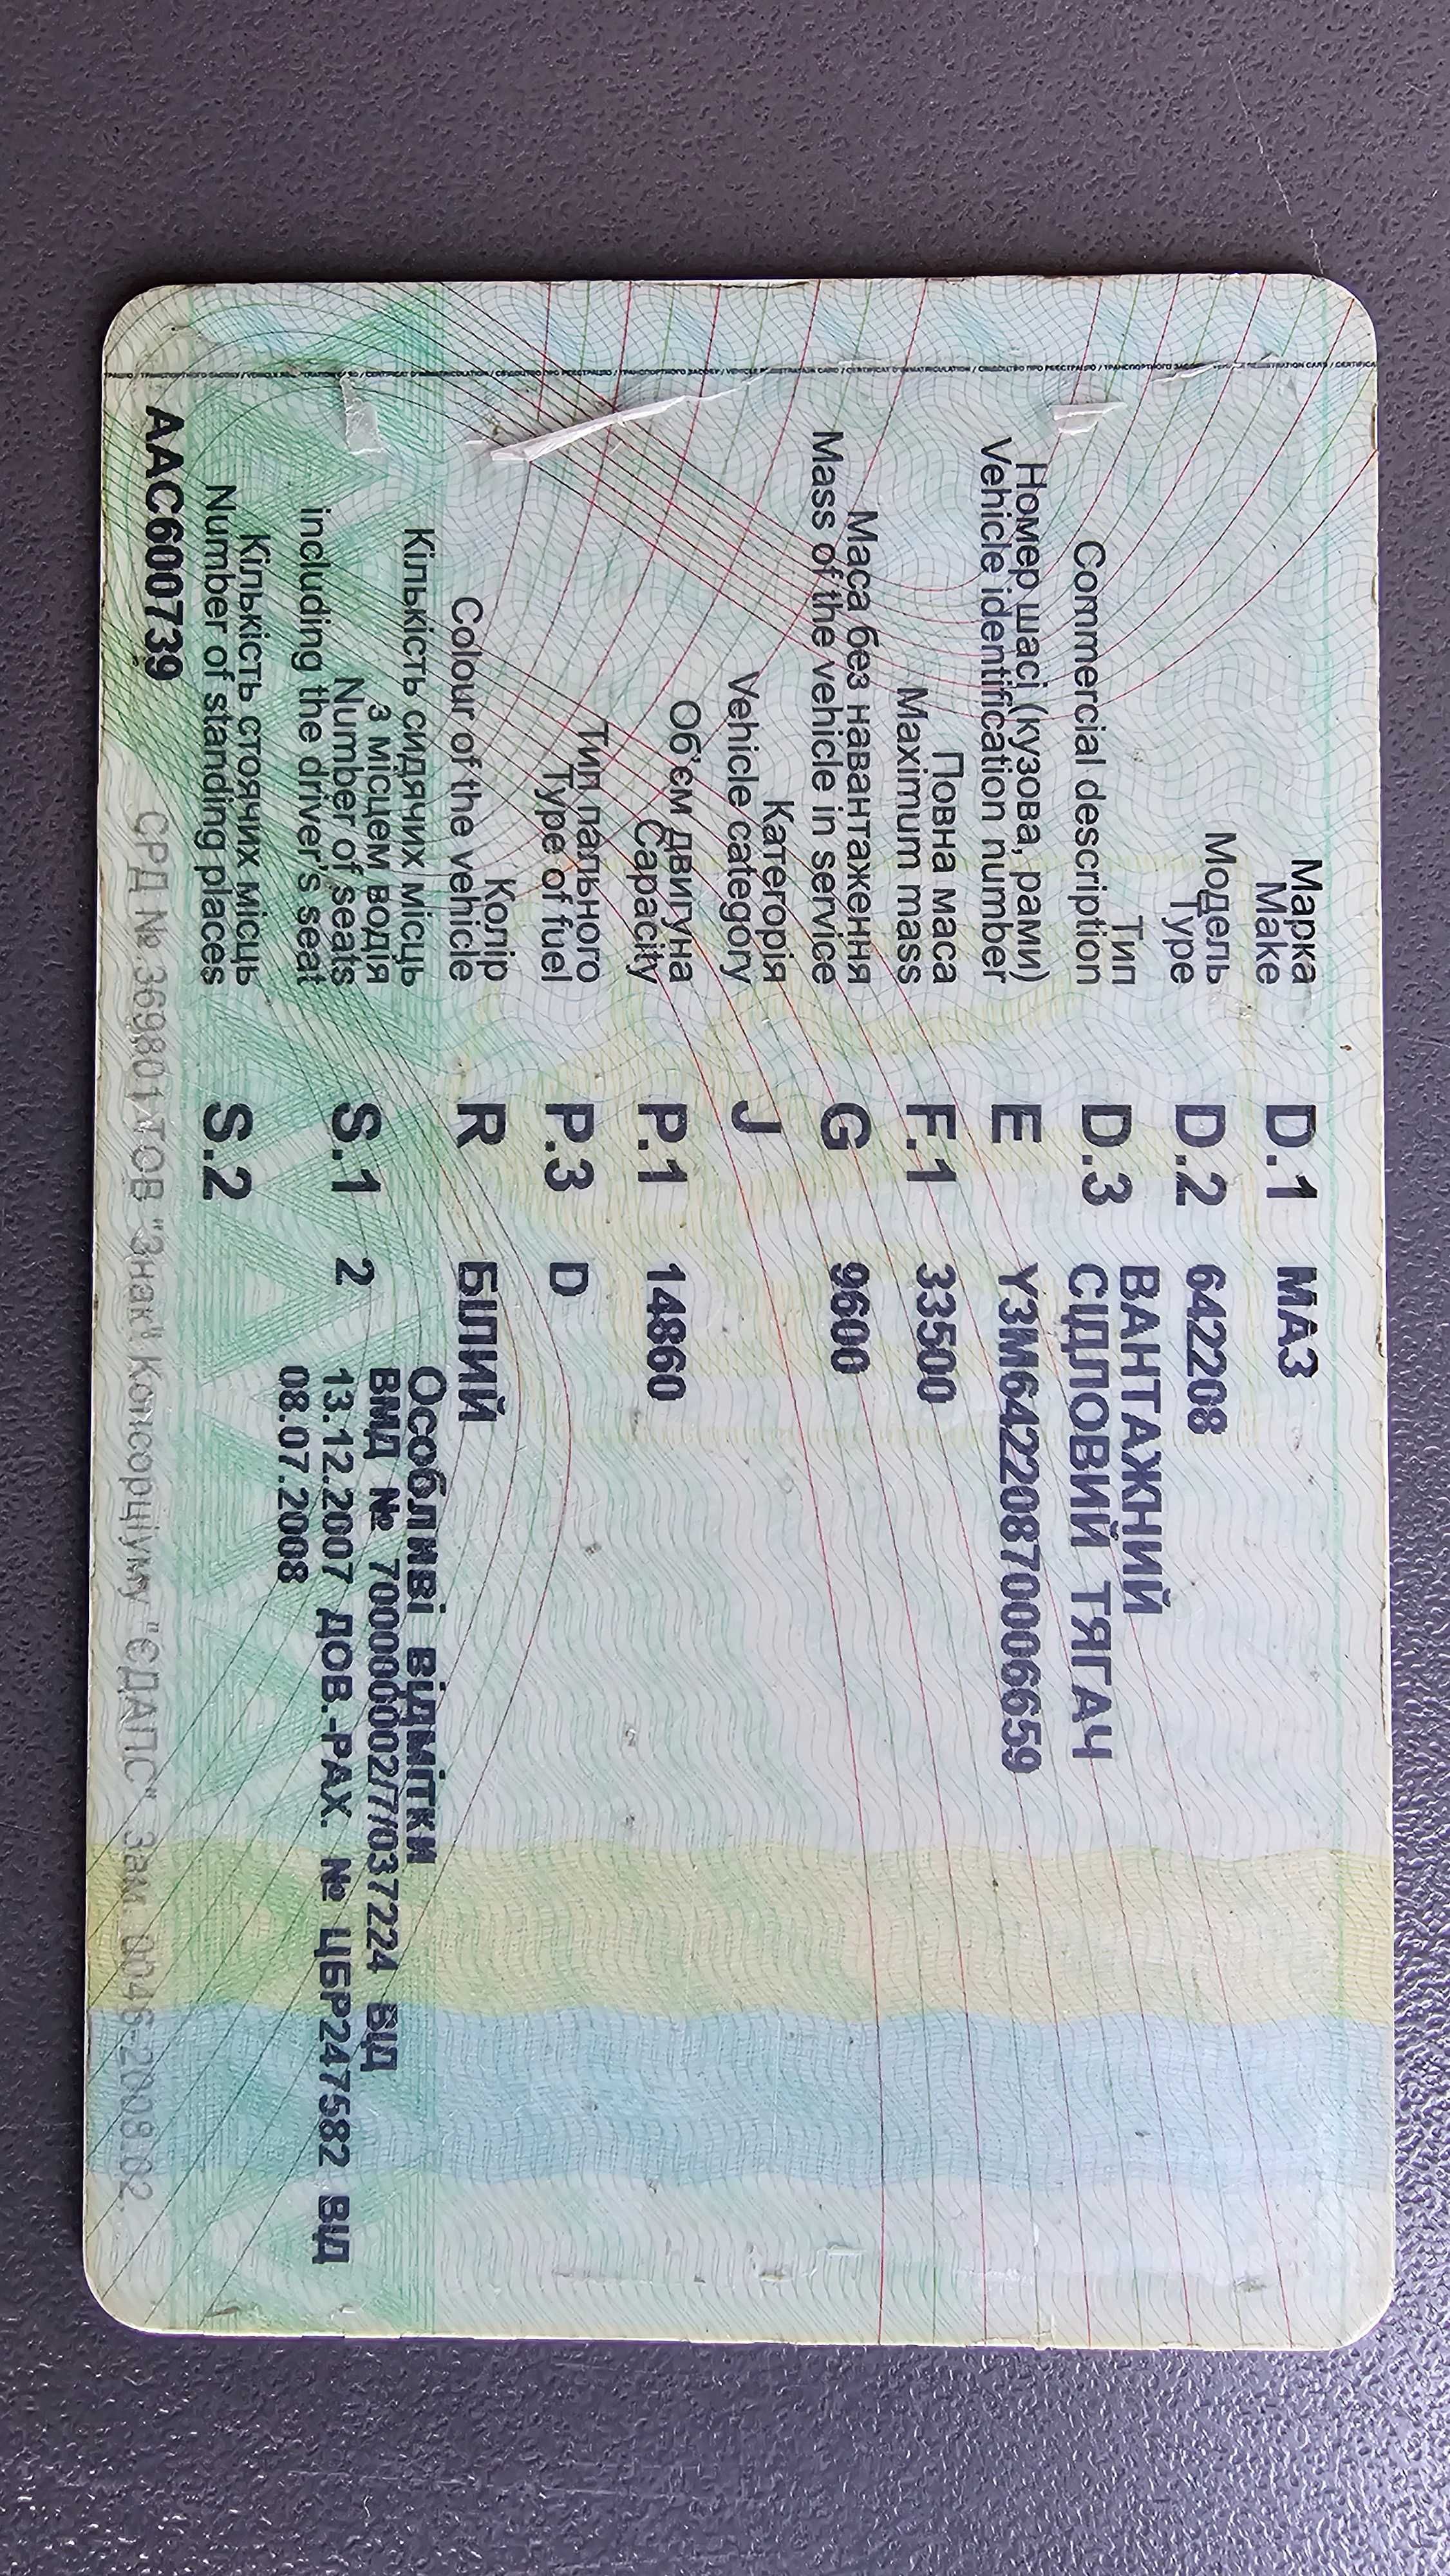 Марка D.1 МАЗ
Make
Модель D.2 642208
Type
Тип D.3 ВАНТАЖНИЙ
Commercial description СІДЛОВИЙ ТЯГАЧ
Номер шасі (кузова, рами) E Y3M64220870006659
Vehicle identification number
Повна маса F.1 33500
Maximum mass
Маса без навантаження G 9600
Mass of the vehicle in service
Категорія J
Vehicle category
Об'єм двигуна P.1 14860
Capacity
Тип пального P.3 D
Type of fuel
Колір R БІЛИЙ
Colour of the vehicle
Кількість сидячих місць
з місцем водія S.1 2
Number of seats
including the driver's seat
Особливі відмітки
ВМД № 700000002/7/037224 ВІД
13.12.2007 ДОВ.-РАХ. № ЦБР247582 ВІД
08.07.2008
Кількість стоячих місць S.2
Number of standing places
ААС600739
СРД №.369801 ТОВ "Знак" Консорціуму "ЄДАПС" Зам. 0046-2008.02.